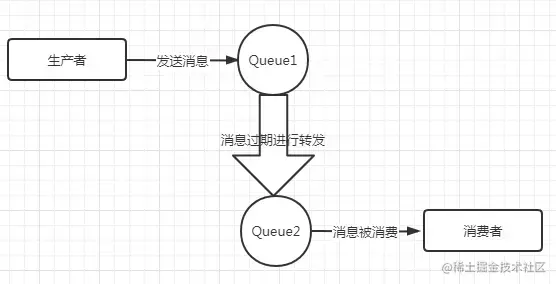 生产者
发送消息
Queue1
消息过期进行转发
Queue2
消息被消费
消费者
@稀土掘金技术社区